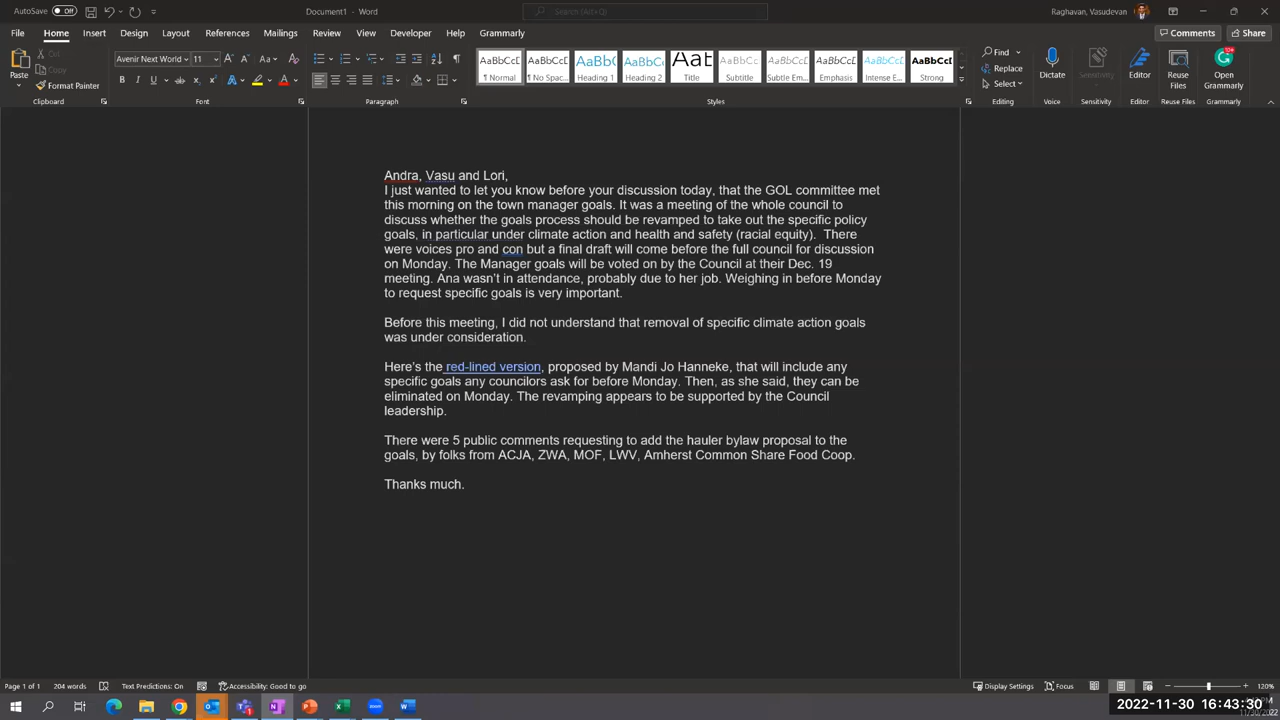 AutoSave Off Document1 - Word Search (Alt+Q) Raghavan, Vasudevan
File Home Insert Design Layout References Mailings Review View Developer Help Grammarly Comments Share
Paste Cut Copy Format Painter
Avenir Next World 11
AaBbCcD ¶ Normal
AaBbCcD ¶ No Spac...
AaBbCc Heading 1
AaBbCcD Heading 2
AaBb Title
AaBbCcD Subtitle
AaBbCcD Subtle Em...
AaBbCcD Emphasis
AaBbCcD Intense E...
AaBbCcD Strong
Find
Replace
Select
Dictate Sensitivity Editor Reuse Files Open Grammarly
Clipboard Font Paragraph Styles Editing Voice Sensitivity Editor Reuse Files Grammarly
Andra, Vasu and Lori,
I just wanted to let you know before your discussion today, that the GOL committee met
this morning on the town manager goals. It was a meeting of the whole council to
discuss whether the goals process should be revamped to take out the specific policy
goals, in particular under climate action and health and safety (racial equity).  There
were voices pro and con but a final draft will come before the full council for discussion
on Monday. The Manager goals will be voted on by the Council at their Dec. 19
meeting. Ana wasn't in attendance, probably due to her job. Weighing in before Monday
to request specific goals is very important.
Before this meeting, I did not understand that removal of specific climate action goals
was under consideration.
Here's the red-lined version, proposed by Mandi Jo Hanneke, that will include any
specific goals any councilors ask for before Monday. Then, as she said, they can be
eliminated on Monday. The revamping appears to be supported by the Council
leadership.
There were 5 public comments requesting to add the hauler bylaw proposal to the
goals, by folks from ACJA, ZWA, MOF, LWV, Amherst Common Share Food Coop.
Thanks much.
Page 1 of 1 204 words Text Predictions: On Accessibility: Good to go Display Settings Focus 120%
2022-11-30 16:43:30